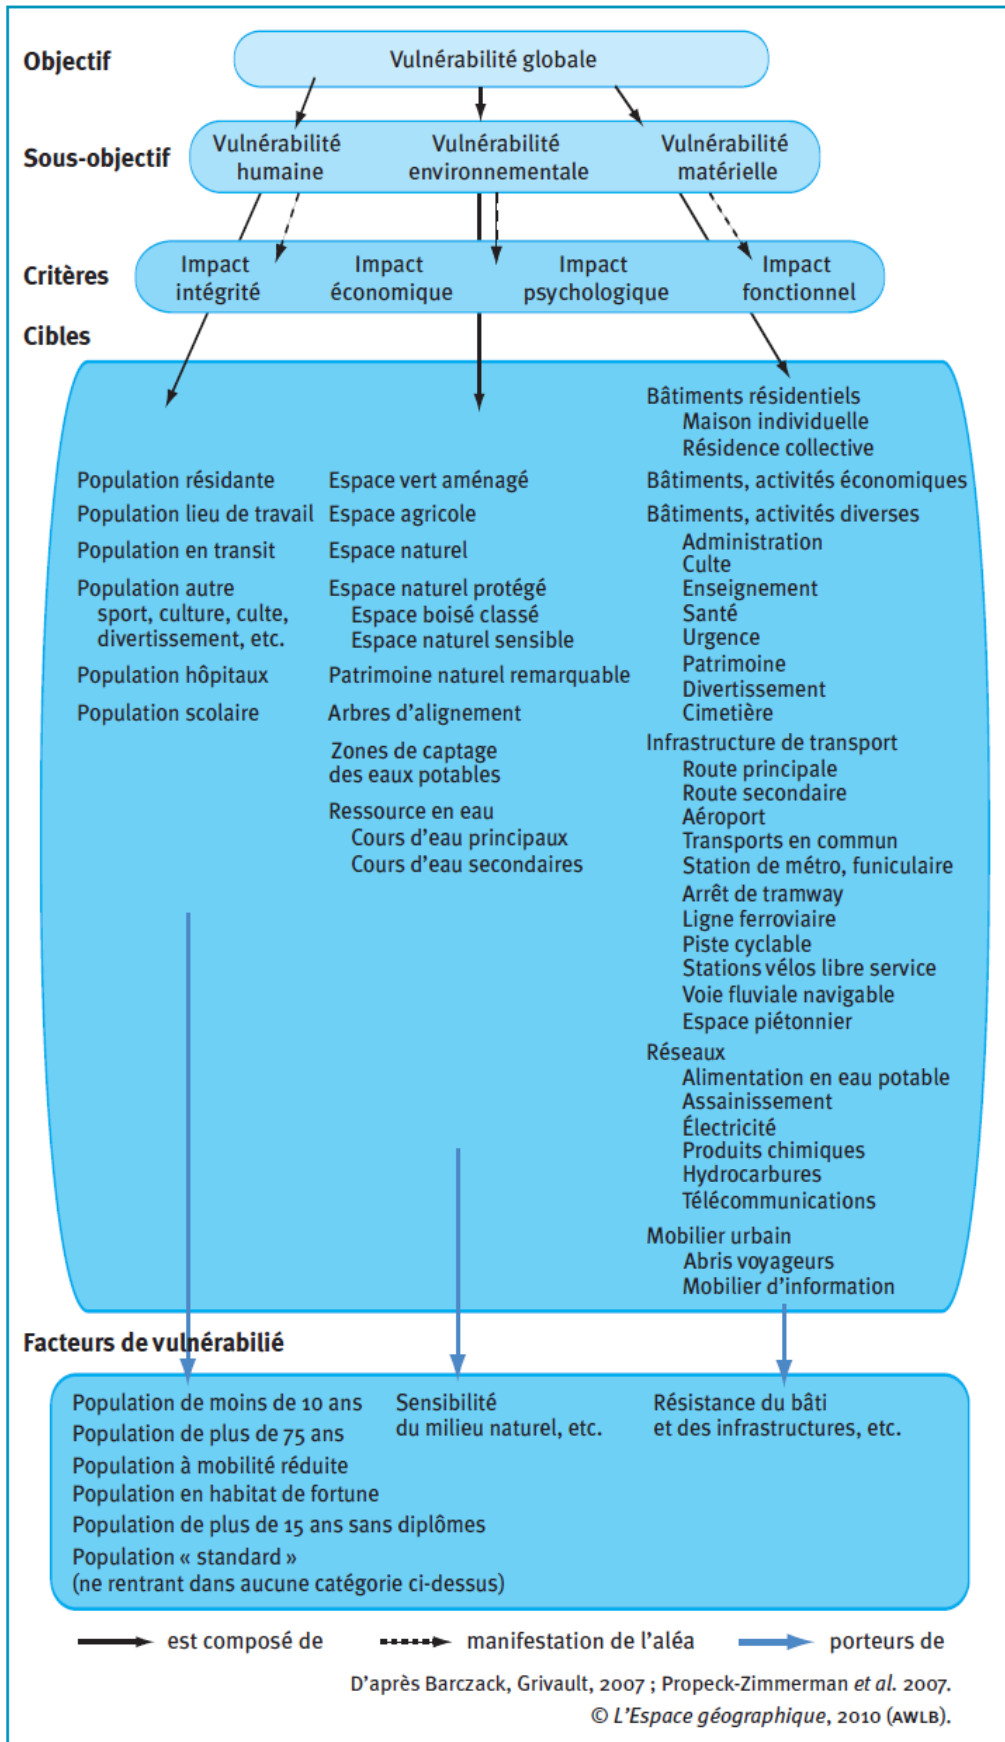 Objectif
Vulnérabilité globale
Sous-objectif
Vulnérabilité
humaine
Vulnérabilité
environnementale
Vulnérabilité
matérielle
Critères
Impact
intégrité
Impact
économique
Impact
psychologique
Impact
fonctionnel
Cibles
Population résidante
Population lieu de travail
Population en transit
Population autre
sport, culture, culte,
divertissement, etc.
Population hôpitaux
Population scolaire
Espace vert aménagé
Espace agricole
Espace naturel
Espace naturel protégé
Espace boisé classé
Espace naturel sensible
Patrimoine naturel remarquable
Arbres d'alignement
Zones de captage
des eaux potables
Ressource en eau
Cours d'eau principaux
Cours d'eau secondaires
Bâtiments résidentiels
Maison individuelle
Résidence collective
Bâtiments, activités économiques
Bâtiments, activités diverses
Administration
Culte
Enseignement
Santé
Urgence
Patrimoine
Divertissement
Cimetière
Infrastructure de transport
Route principale
Route secondaire
Aéroport
Transports en commun
Station de métro, funiculaire
Arrêt de tramway
Ligne ferroviaire
Piste cyclable
Stations vélos libre service
Voie fluviale navigable
Espace piétonnier
Réseaux
Alimentation en eau potable
Assainissement
Électricité
Produits chimiques
Hydrocarbures
Télécommunications
Mobilier urbain
Abris voyageurs
Mobilier d'information
Facteurs de vulnérabilié
Population de moins de 10 ans
Population de plus de 75 ans
Population à mobilité réduite
Population en habitat de fortune
Population de plus de 15 ans sans diplômes
Population « standard »
(ne rentrant dans aucune catégorie ci-dessus)
Sensibilité
du milieu naturel, etc.
Résistance du bâti
et des infrastructures, etc.
est composé de
manifestation de l'aléa
porteurs de
D'après Barczack, Grivault, 2007 ; Propeck-Zimmerman et al. 2007.
© L'Espace géographique, 2010 (AWLB).